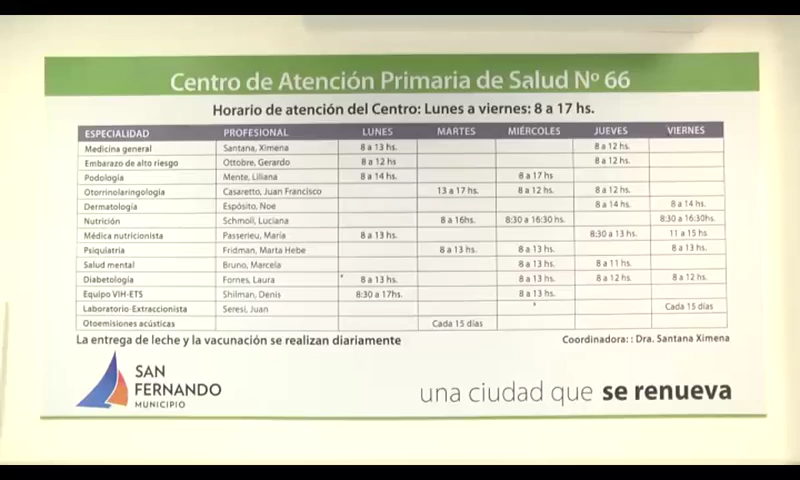 Centro de Atención Primaria de Salud Nº 66
Horario de atención del Centro: Lunes a viernes: 8 a 17 hs.
ESPECIALIDAD PROFESIONAL LUNES MARTES MIÉRCOLES JUEVES VIERNES
Medicina general Santana, Ximena 8 a 13 hs. 8 a 12 hs.
Embarazo de alto riesgo Ottobre, Gerardo 8 a 12 hs 8 a 12 hs.
Podología Mente, Liliana 8 a 14 hs. 8 a 17 hs
Otorrinolaringología Casaretto, Juan Francisco 13 a 17 hs. 8 a 12 hs. 8 a 12 hs.
Dermatología Espósito, Noe 8 a 14 hs. 8 a 14 hs.
Nutrición Schmoll, Luciana 8 a 16hs. 8:30 a 16:30 hs. 8:30 a 16:30hs.
Médica nutricionista Passerieu, María 8 a 13 hs. 8:30 a 13 hs. 11 a 15 hs
Psiquiatría Fridman, Marta Hebe 8 a 13 hs. 8 a 13 hs. 8 a 13 hs.
Salud mental Bruno, Marcela 8 a 13 hs. 8 a 11 hs.
Diabetología Fornes, Laura 8 a 13 hs. 8 a 13 hs. 8 a 12 hs. 8 a 12 hs.
Equipo VIH-ETS Shilman, Denis 8:30 a 17hs. 8 a 13 hs.
Laboratorio-Extraccionista Seresi, Juan Cada 15 días
Otoemisiones acústicas Cada 15 días
La entrega de leche y la vacunación se realizan diariamente
Coordinadora: : Dra. Santana Ximena
SAN
FERNANDO
MUNICIPIO
una ciudad que se renueva